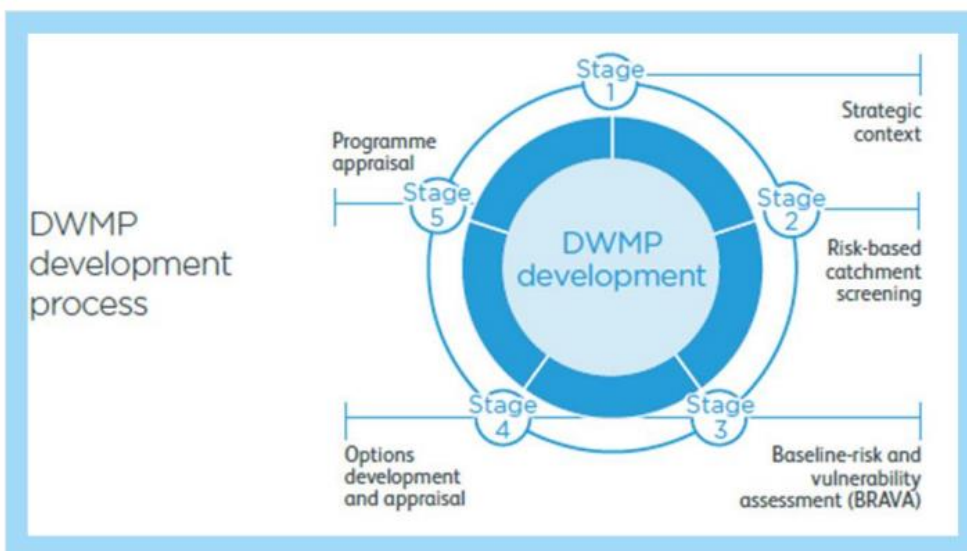 DWMP
development
process
DWMP
development
Stage
1
Strategic
context
Stage
2
Risk-based
catchment
screening
Stage
3
Baseline-risk and
vulnerability
assessment (BRAVA)
Stage
4
Options
development
and appraisal
Stage
5
Programme
appraisal